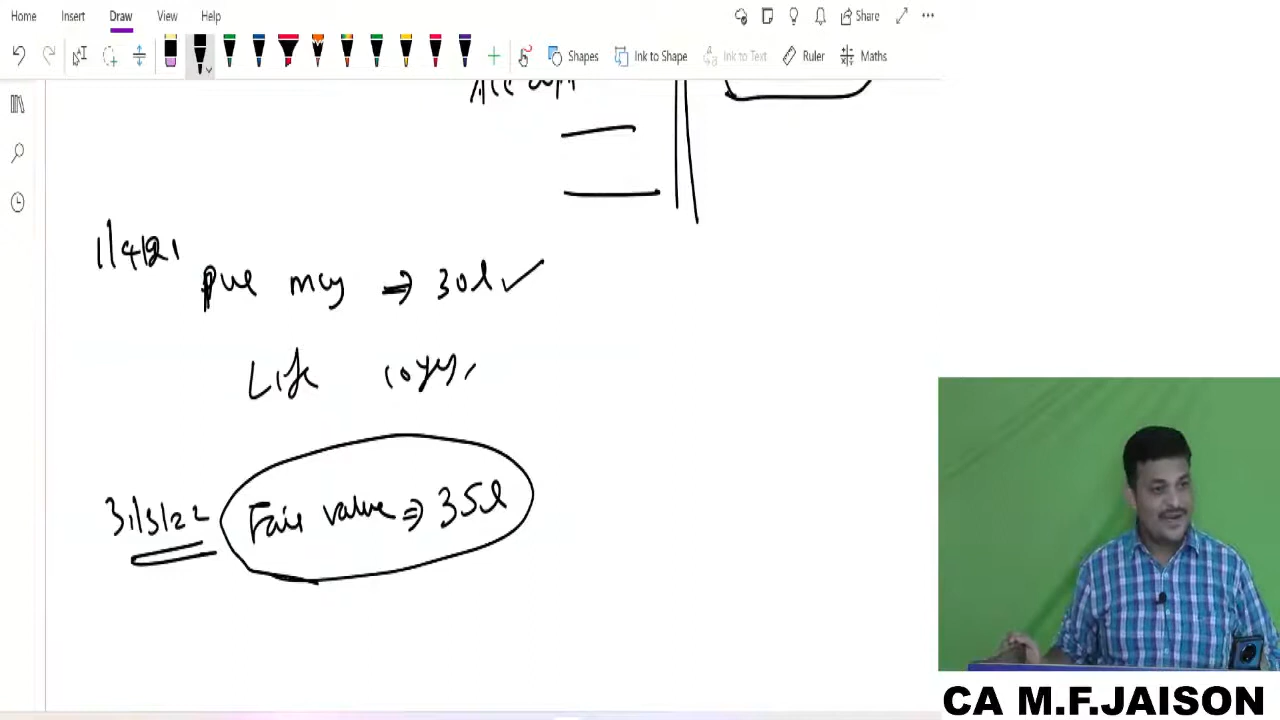 Home Insert Draw View Help Share
Shapes Ink to Shape Ink to Text Ruler Maths
1/4/21
pur mcy ⇒ 30l ✓
Life 10yrs,
31/3/22 Fair value ⇒ 35l
CA M.F.JAISON